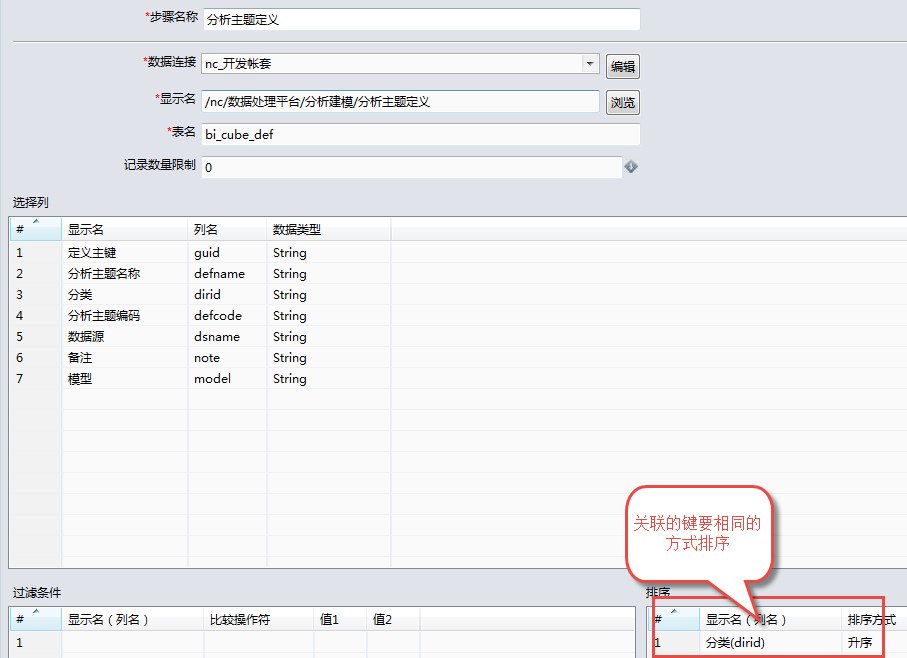 *步骤名称 分析主题定义
*数据连接 nc_开发帐套 编辑
*显示名 /nc/数据处理平台/分析建模/分析主题定义 浏览
*表名 bi_cube_def
记录数量限制 0
选择列
# 显示名 列名 数据类型
1 定义主键 guid String
2 分析主题名称 defname String
3 分类 dirid String
4 分析主题编码 defcode String
5 数据源 dsname String
6 备注 note String
7 模型 model String
关联的键要相同的
方式排序
过滤条件 排序
# 显示名（列名） 比较操作符 值1 值2 # 显示名（列名） 排序方式
1 1 分类(dirid) 升序